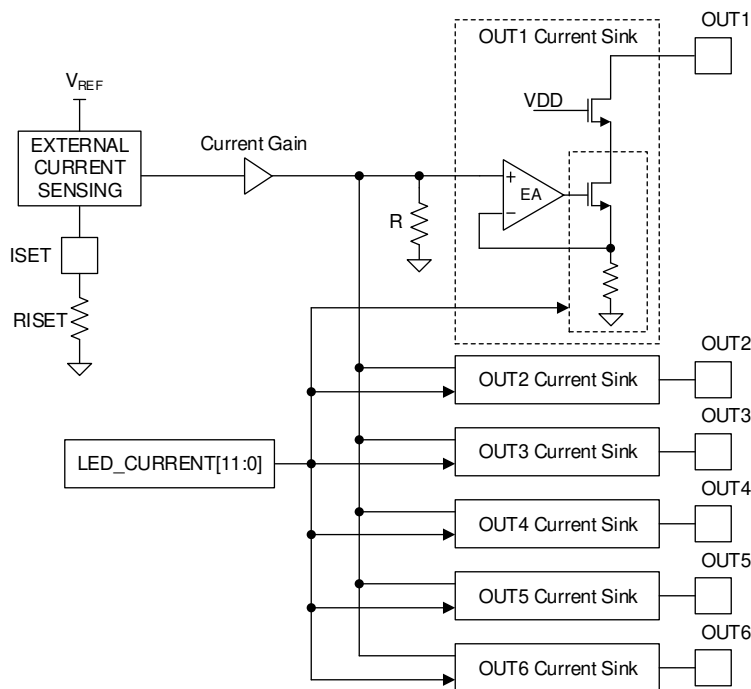 OUT1
OUT1 Current Sink
VREF
VDD
EXTERNAL
CURRENT
SENSING
Current Gain
+
EA
−
R
ISET
RISET
OUT2
OUT2 Current Sink
OUT3
LED_CURRENT[11:0]
OUT3 Current Sink
OUT4
OUT4 Current Sink
OUT5
OUT5 Current Sink
OUT6
OUT6 Current Sink